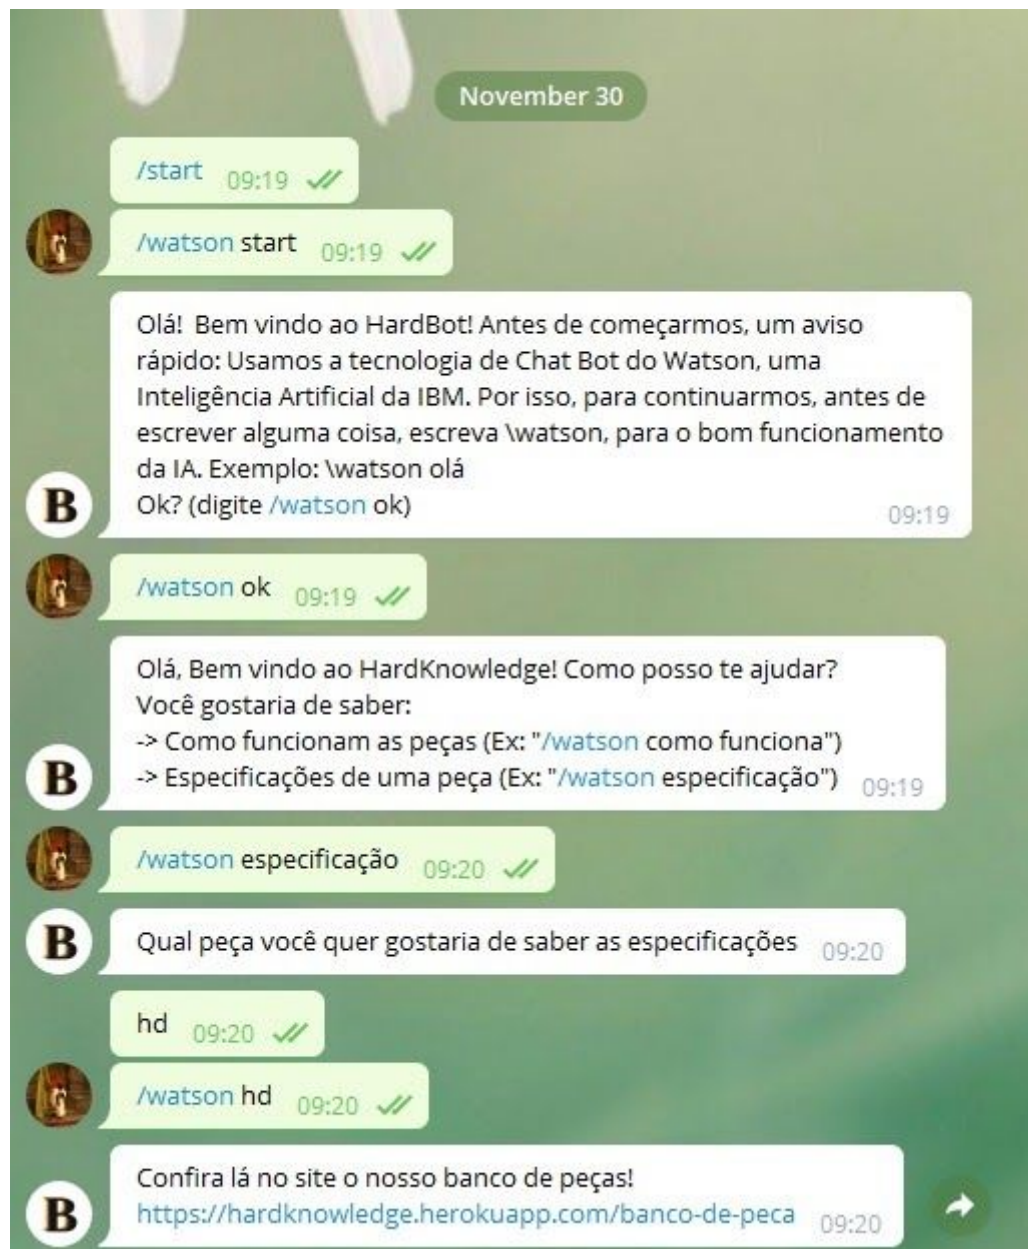 November 30
/start 09:19
/watson start 09:19
Olá! Bem vindo ao HardBot! Antes de começarmos, um aviso
rápido: Usamos a tecnologia de Chat Bot do Watson, uma
Inteligência Artificial da IBM. Por isso, para continuarmos, antes de
escrever alguma coisa, escreva \watson, para o bom funcionamento
da IA. Exemplo: \watson olá
Ok? (digite /watson ok) 09:19
B
/watson ok 09:19
Olá, Bem vindo ao HardKnowledge! Como posso te ajudar?
Você gostaria de saber:
-> Como funcionam as peças (Ex: "/watson como funciona")
-> Especificações de uma peça (Ex: "/watson especificação") 09:19
B
/watson especificação 09:20
B Qual peça você quer gostaria de saber as especificações 09:20
hd 09:20
/watson hd 09:20
Confira lá no site o nosso banco de peças!
B https://hardknowledge.herokuapp.com/banco-de-peca 09:20